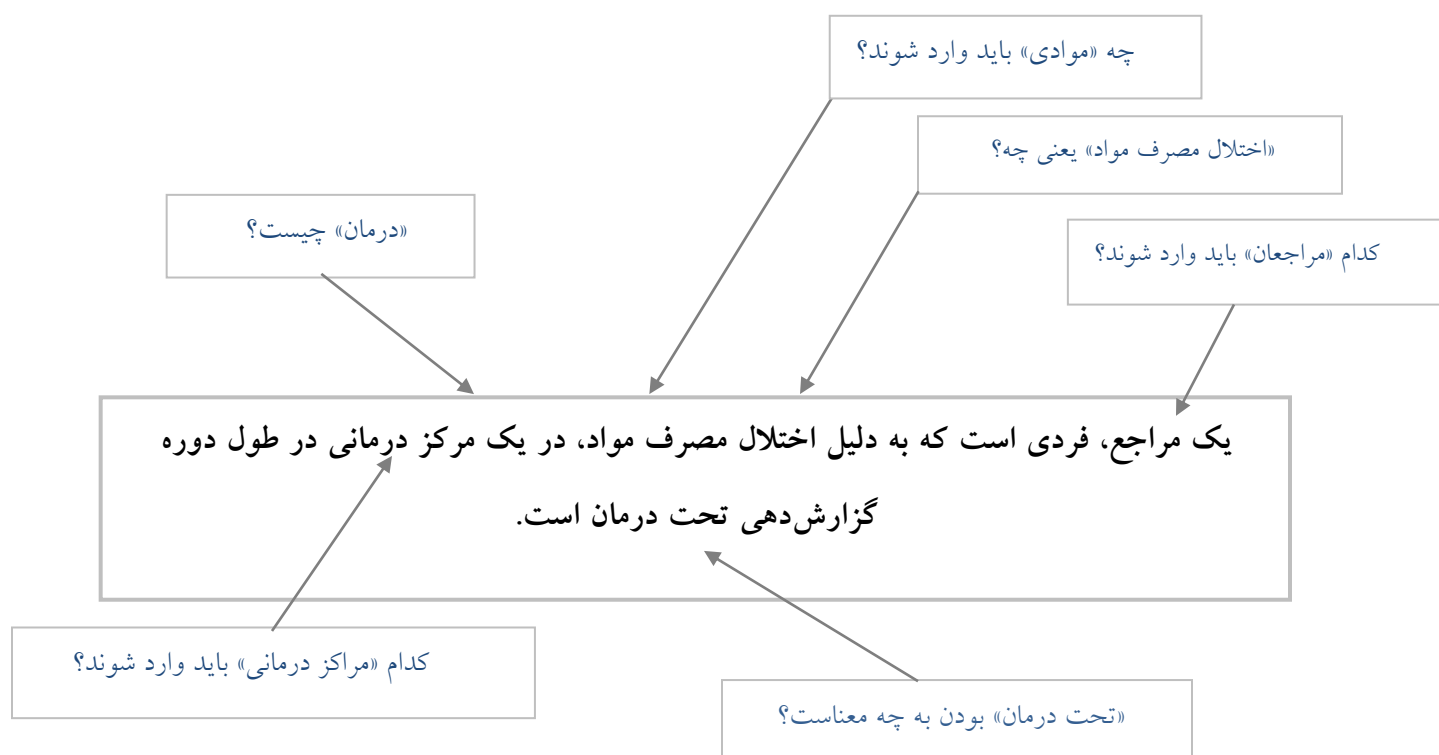 چه «موادی» باید وارد شوند؟
«اختلال مصرف مواد» یعنی چه؟
«درمان» چیست؟
کدام «مراجعان» باید وارد شوند؟
یک مراجع، فردی است که به دلیل اختلال مصرف مواد، در یک مرکز درمانی در طول دوره
گزارش‌دهی تحت درمان است.
کدام «مراکز درمانی» باید وارد شوند؟
«تحت درمان» بودن به چه معناست؟